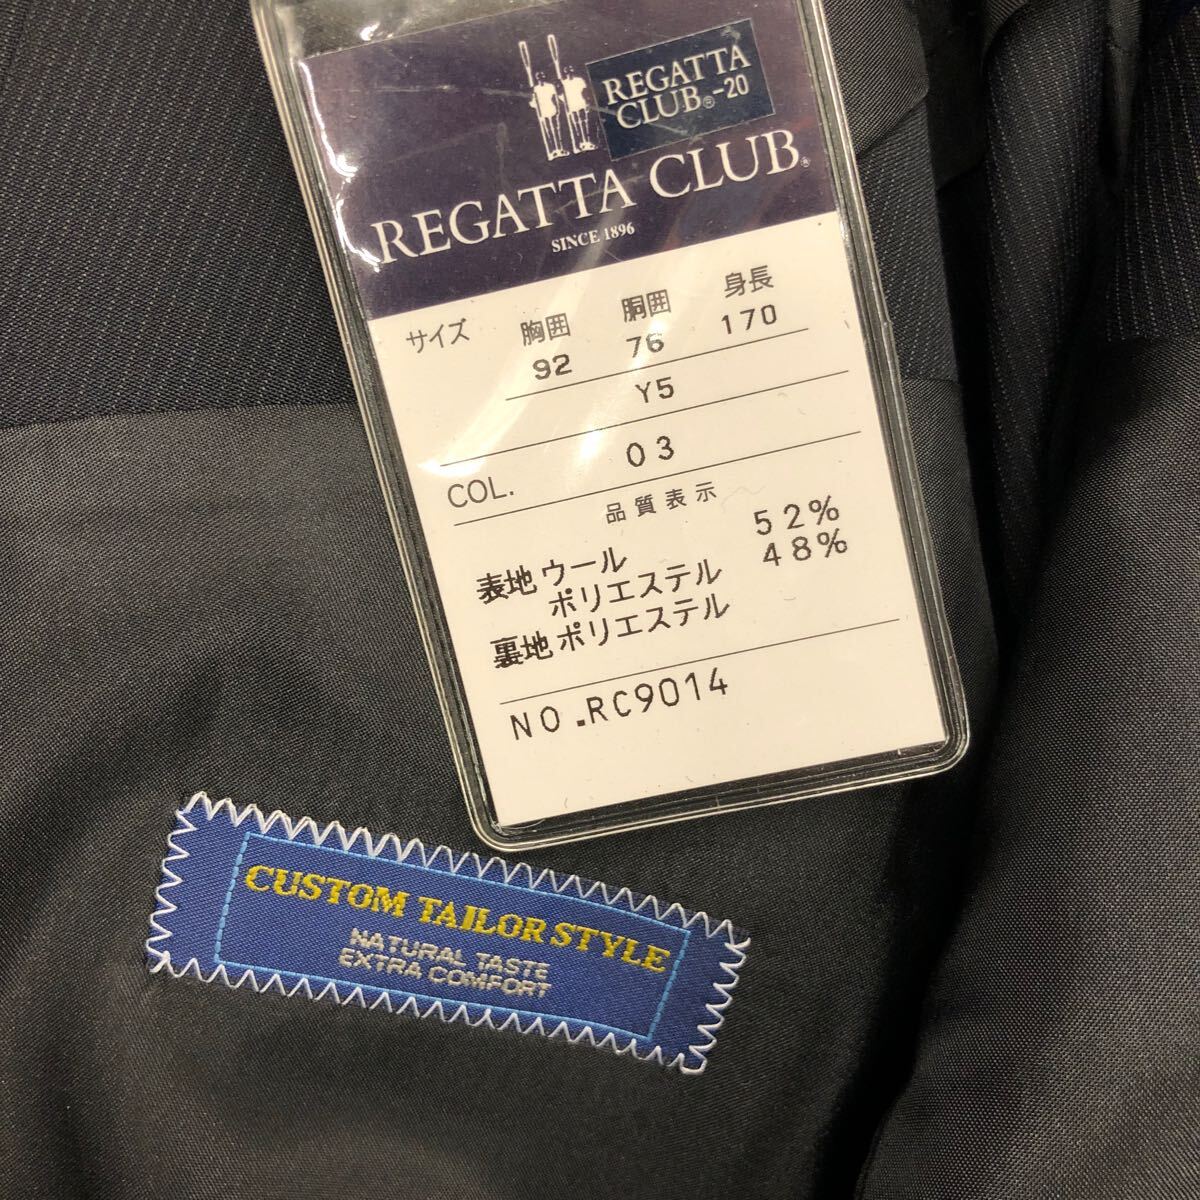 REGATTA
CLUB®-20
REGATTA CLUB®
SINCE 1896
サイズ 胸囲 胴囲 身長
92 76 170
Y5
COL. 03
品質表示
表地 ウール 52%
ポリエステル 48%
裏地 ポリエステル
NO.RC9014
CUSTOM TAILOR STYLE
NATURAL TASTE
EXTRA COMFORT